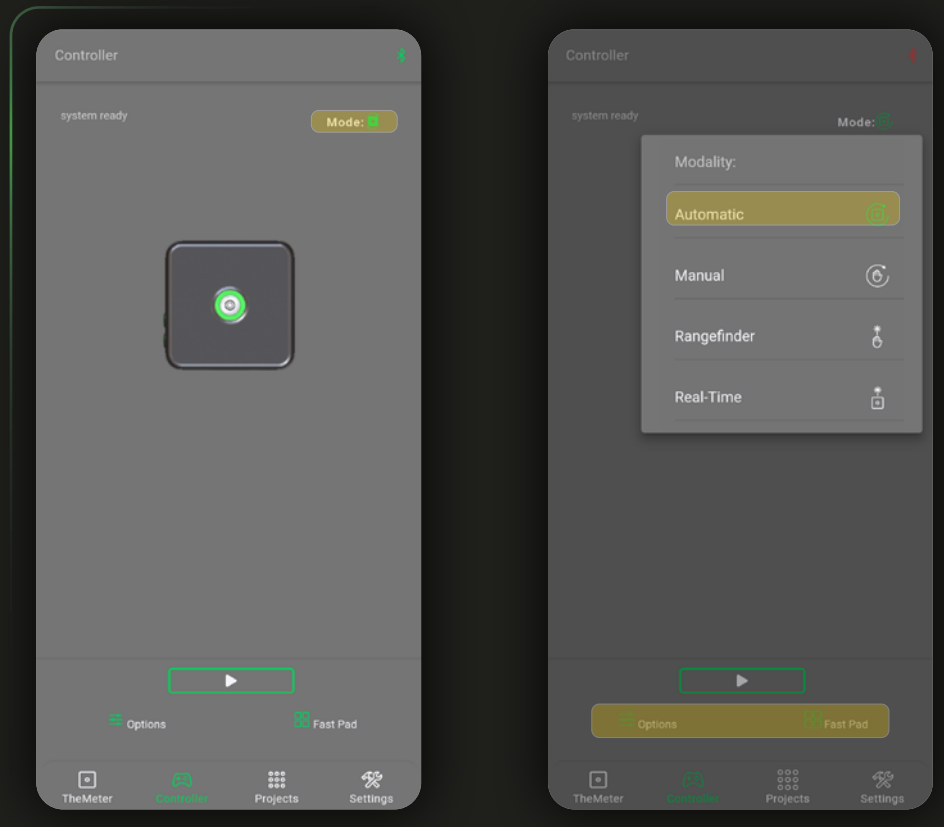 Controller
system ready
Mode:
Options
Fast Pad
TheMeter
Controller
Projects
Settings
Controller
system ready
Mode:
Modality:
Automatic
Manual
Rangefinder
Real-Time
Options
Fast Pad
TheMeter
Controller
Projects
Settings